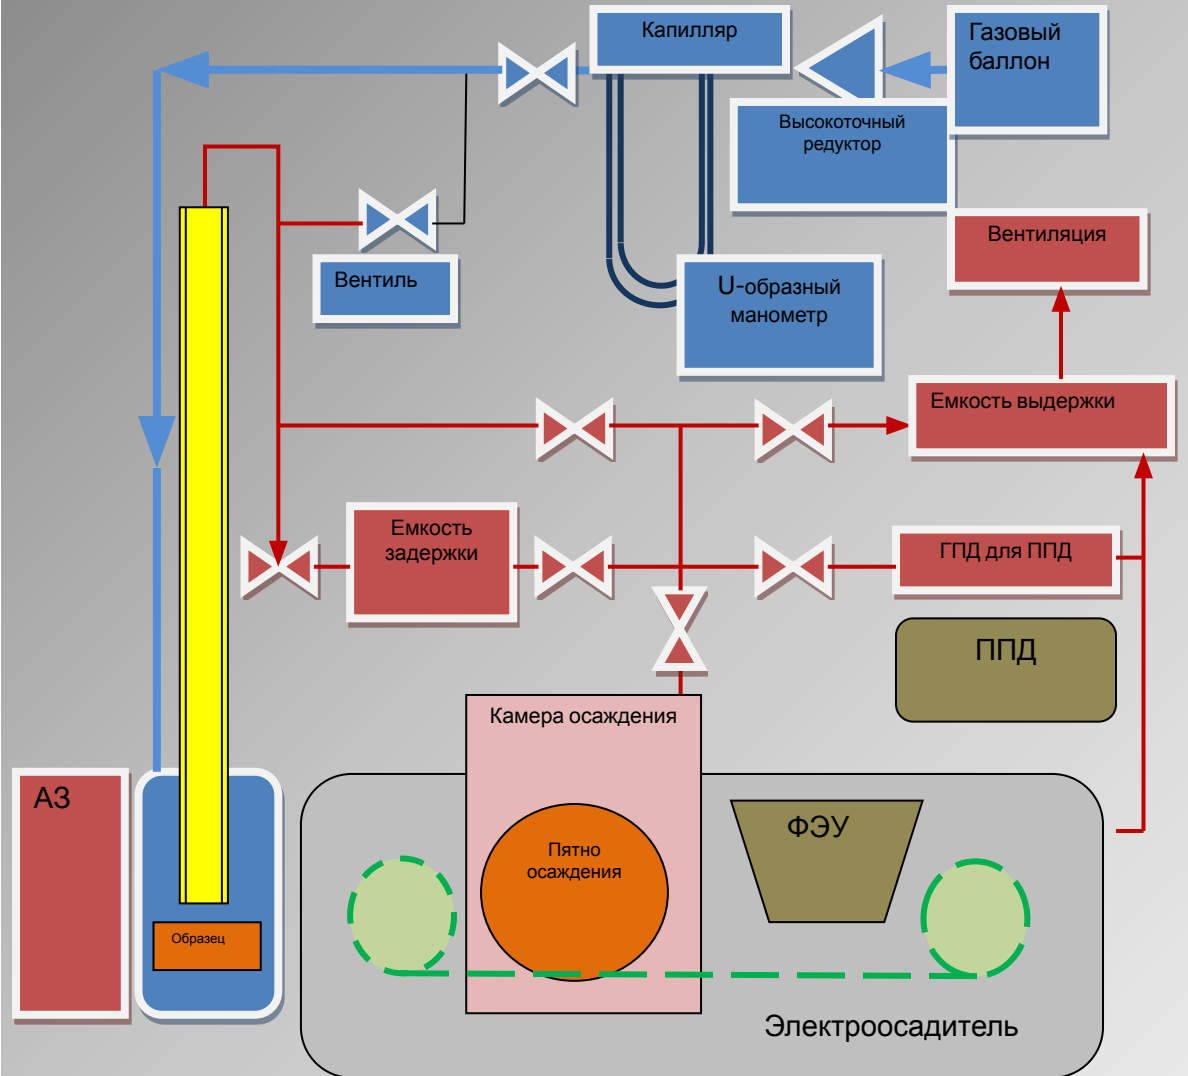 Капилляр
Газовый
баллон
Высокоточный
редуктор
Вентиляция
Вентиль
U-образный
манометр
Емкость выдержки
Емкость
задержки
ГПД для ППД
ППД
Камера осаждения
АЗ
ФЭУ
Пятно
осаждения
Образец
Электроосадитель